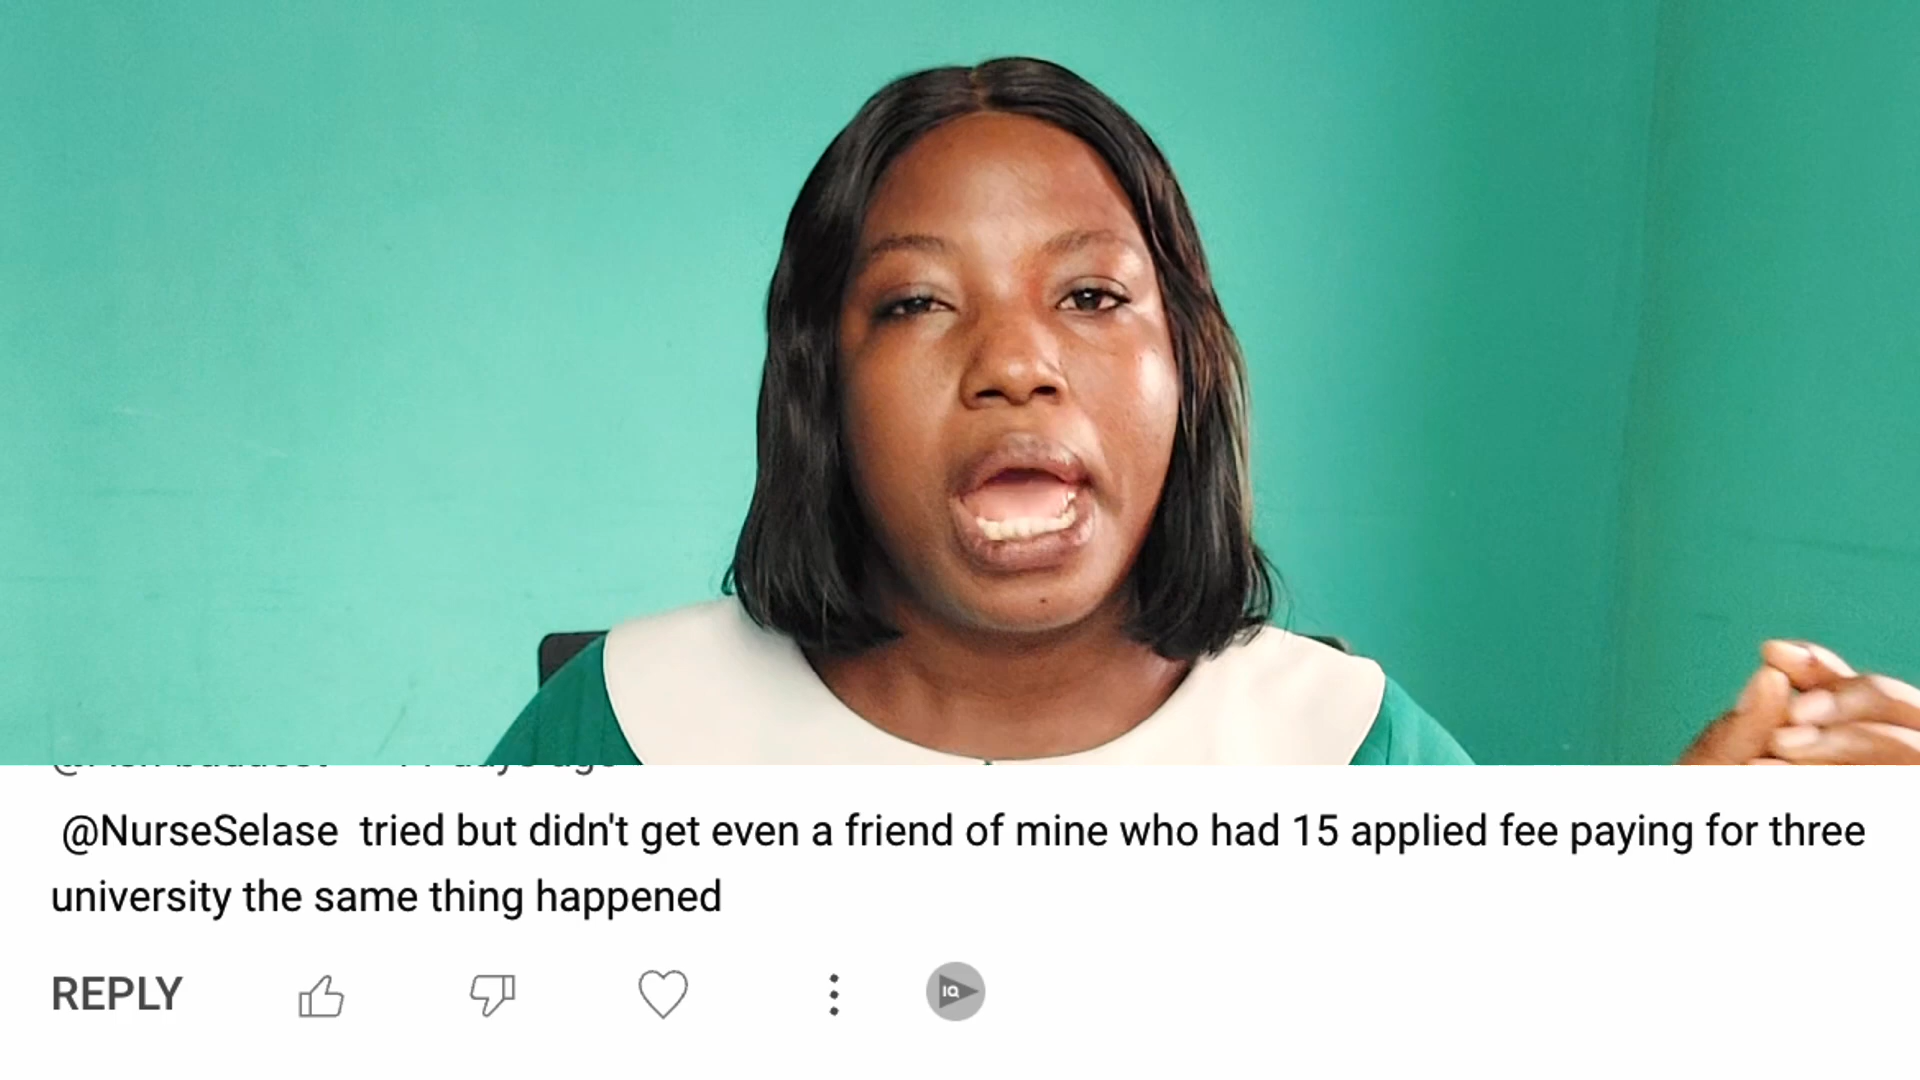 @NurseSelase tried but didn't get even a friend of mine who had 15 applied fee paying for three
university the same thing happened
REPLY
IQ